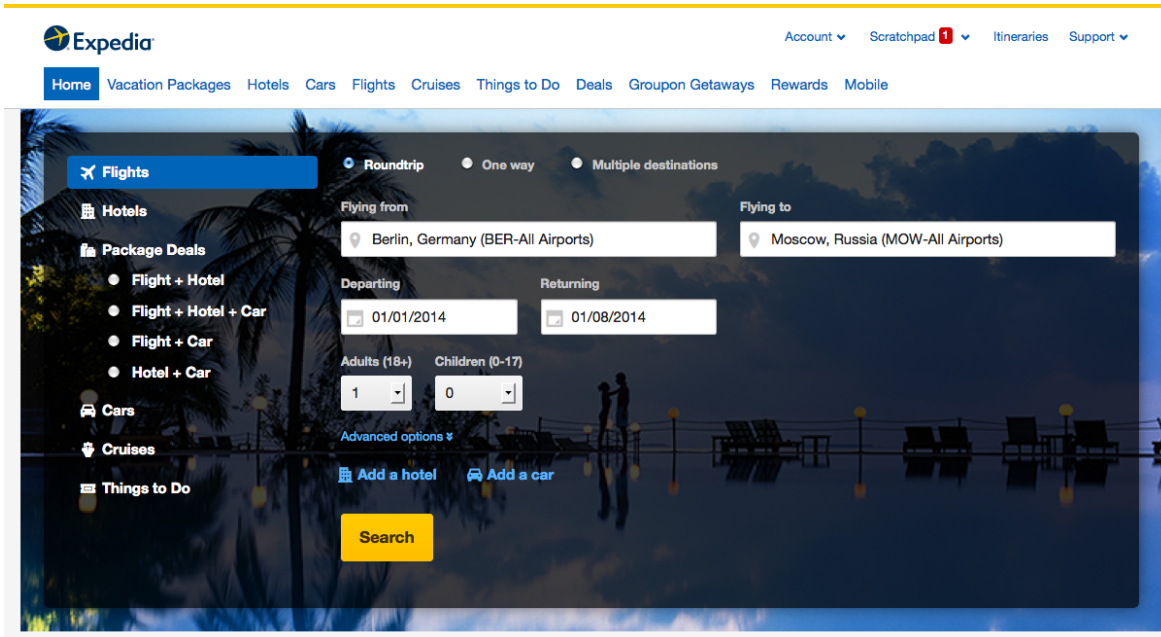 Expedia
Account Scratchpad 1 Itineraries Support
Home Vacation Packages Hotels Cars Flights Cruises Things to Do Deals Groupon Getaways Rewards Mobile
Flights
Hotels
Package Deals
Flight + Hotel
Flight + Hotel + Car
Flight + Car
Hotel + Car
Cars
Cruises
Things to Do
Roundtrip One way Multiple destinations
Flying from Flying to
Berlin, Germany (BER-All Airports) Moscow, Russia (MOW-All Airports)
Departing Returning
01/01/2014 01/08/2014
Adults (18+) Children (0-17)
1 0
Advanced options
Add a hotel Add a car
Search